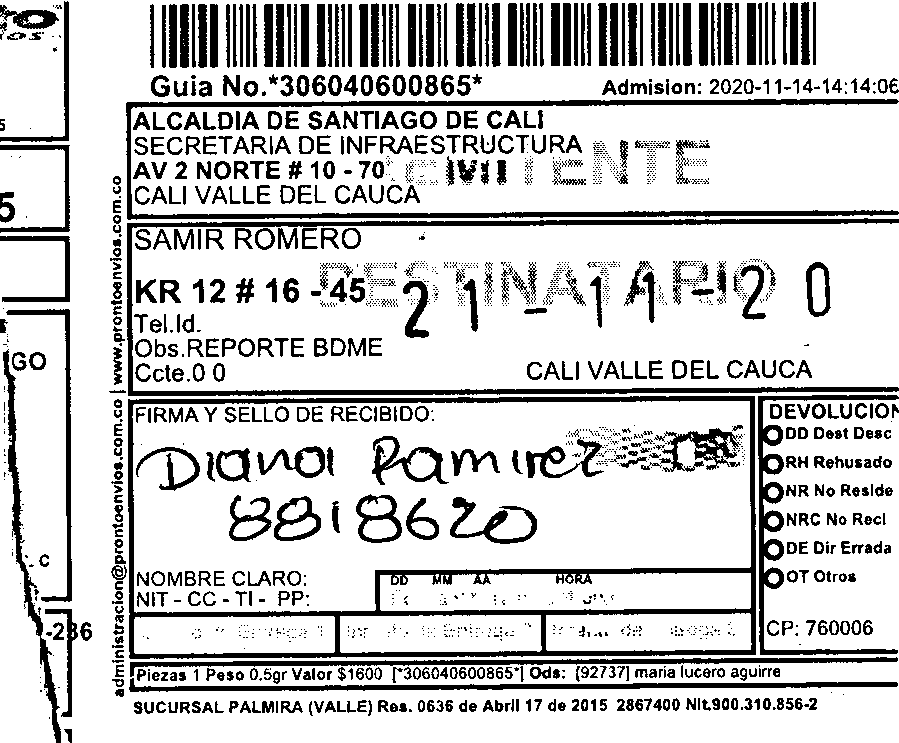 Guia No.*306040600865*
Admision: 2020-11-14-14:14:06
ALCALDIA DE SANTIAGO DE CALI
SECRETARIA DE INFRAESTRUCTURA
AV 2 NORTE # 10 - 70
CALI VALLE DEL CAUCA
SAMIR ROMERO
DESTINATARIO
KR 12 # 16 - 45
21-11-20
Tel.Id.
Obs.REPORTE BDME
Ccte.0 0
CALI VALLE DEL CAUCA
www.prontoenvios.com.co
administracion@prontoenvios.com.co
FIRMA Y SELLO DE RECIBIDO:
Diana Ramirez
8818620
NOMBRE CLARO:
NIT - CC - TI - PP:
DD MM AA HORA
DEVOLUCION
DD Dest Desc
RH Rehusado
NR No Reside
NRC No Recl
DE Dir Errada
OT Otros
CP: 760006
Piezas 1 Peso 0.5gr Valor $1600 [*306040600865*] Ods: [92737] maria lucero aguirre
SUCURSAL PALMIRA (VALLE) Res. 0636 de Abril 17 de 2015 2867400 Nit.900.310.856-2
5
GO
C
-236